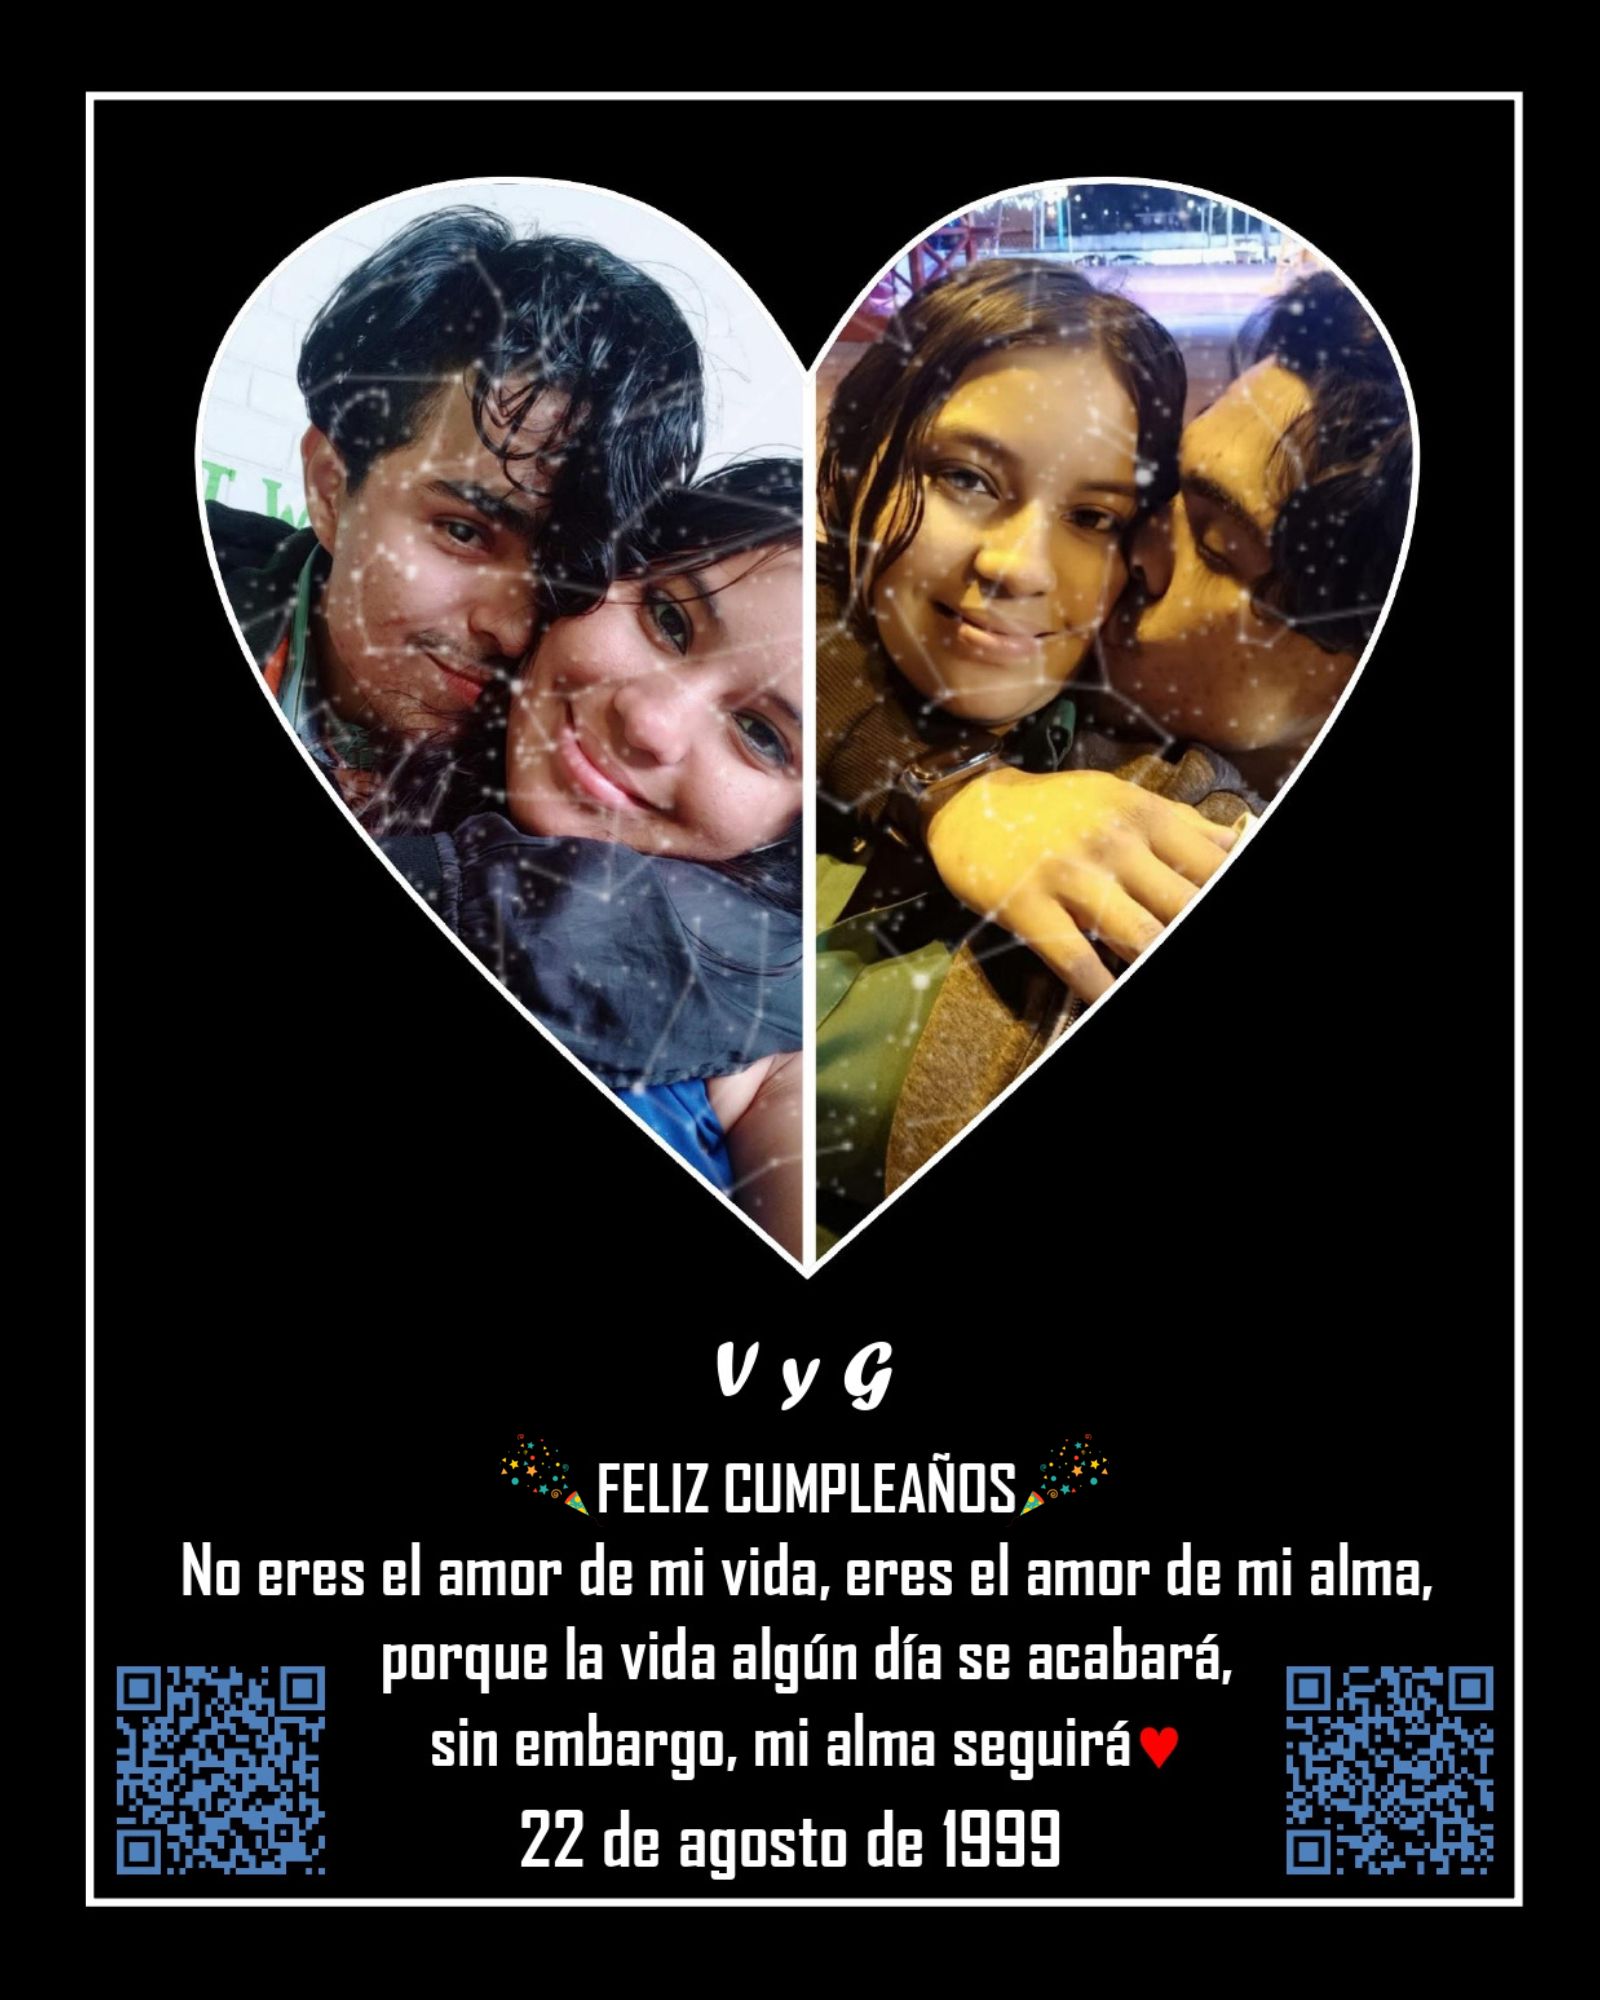 I W
V y G
FELIZ CUMPLEAÑOS
No eres el amor de mi vida, eres el amor de mi alma,
porque la vida algún día se acabará,
sin embargo, mi alma seguirá♥
22 de agosto de 1999